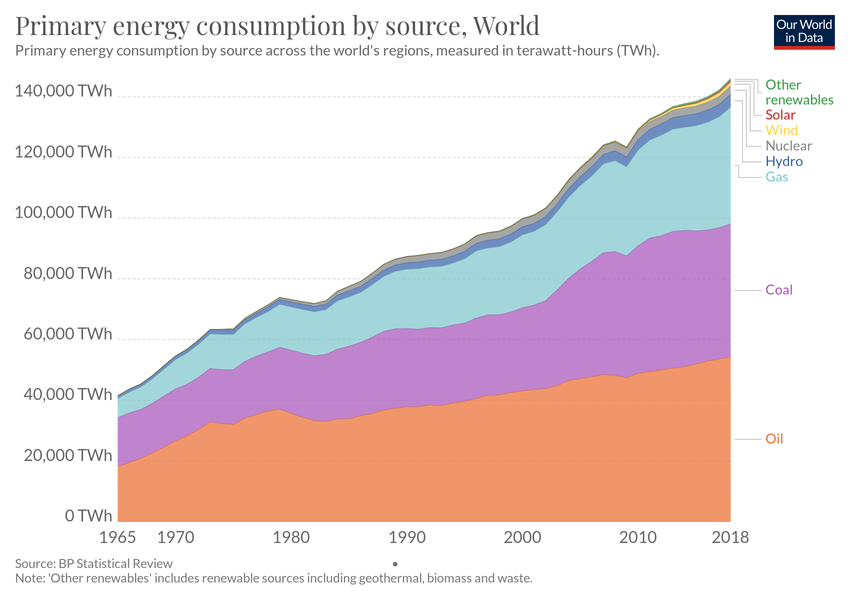 Primary energy consumption by source, World
Primary energy consumption by source across the world's regions, measured in terawatt-hours (TWh).
Our World
in Data
140,000 TWh
120,000 TWh
100,000 TWh
80,000 TWh
60,000 TWh
40,000 TWh
20,000 TWh
0 TWh
1965
1970
1980
1990
2000
2010
2018
Other
renewables
Solar
Wind
Nuclear
Hydro
Gas
Coal
Oil
Source: BP Statistical Review
Note: 'Other renewables' includes renewable sources including geothermal, biomass and waste.